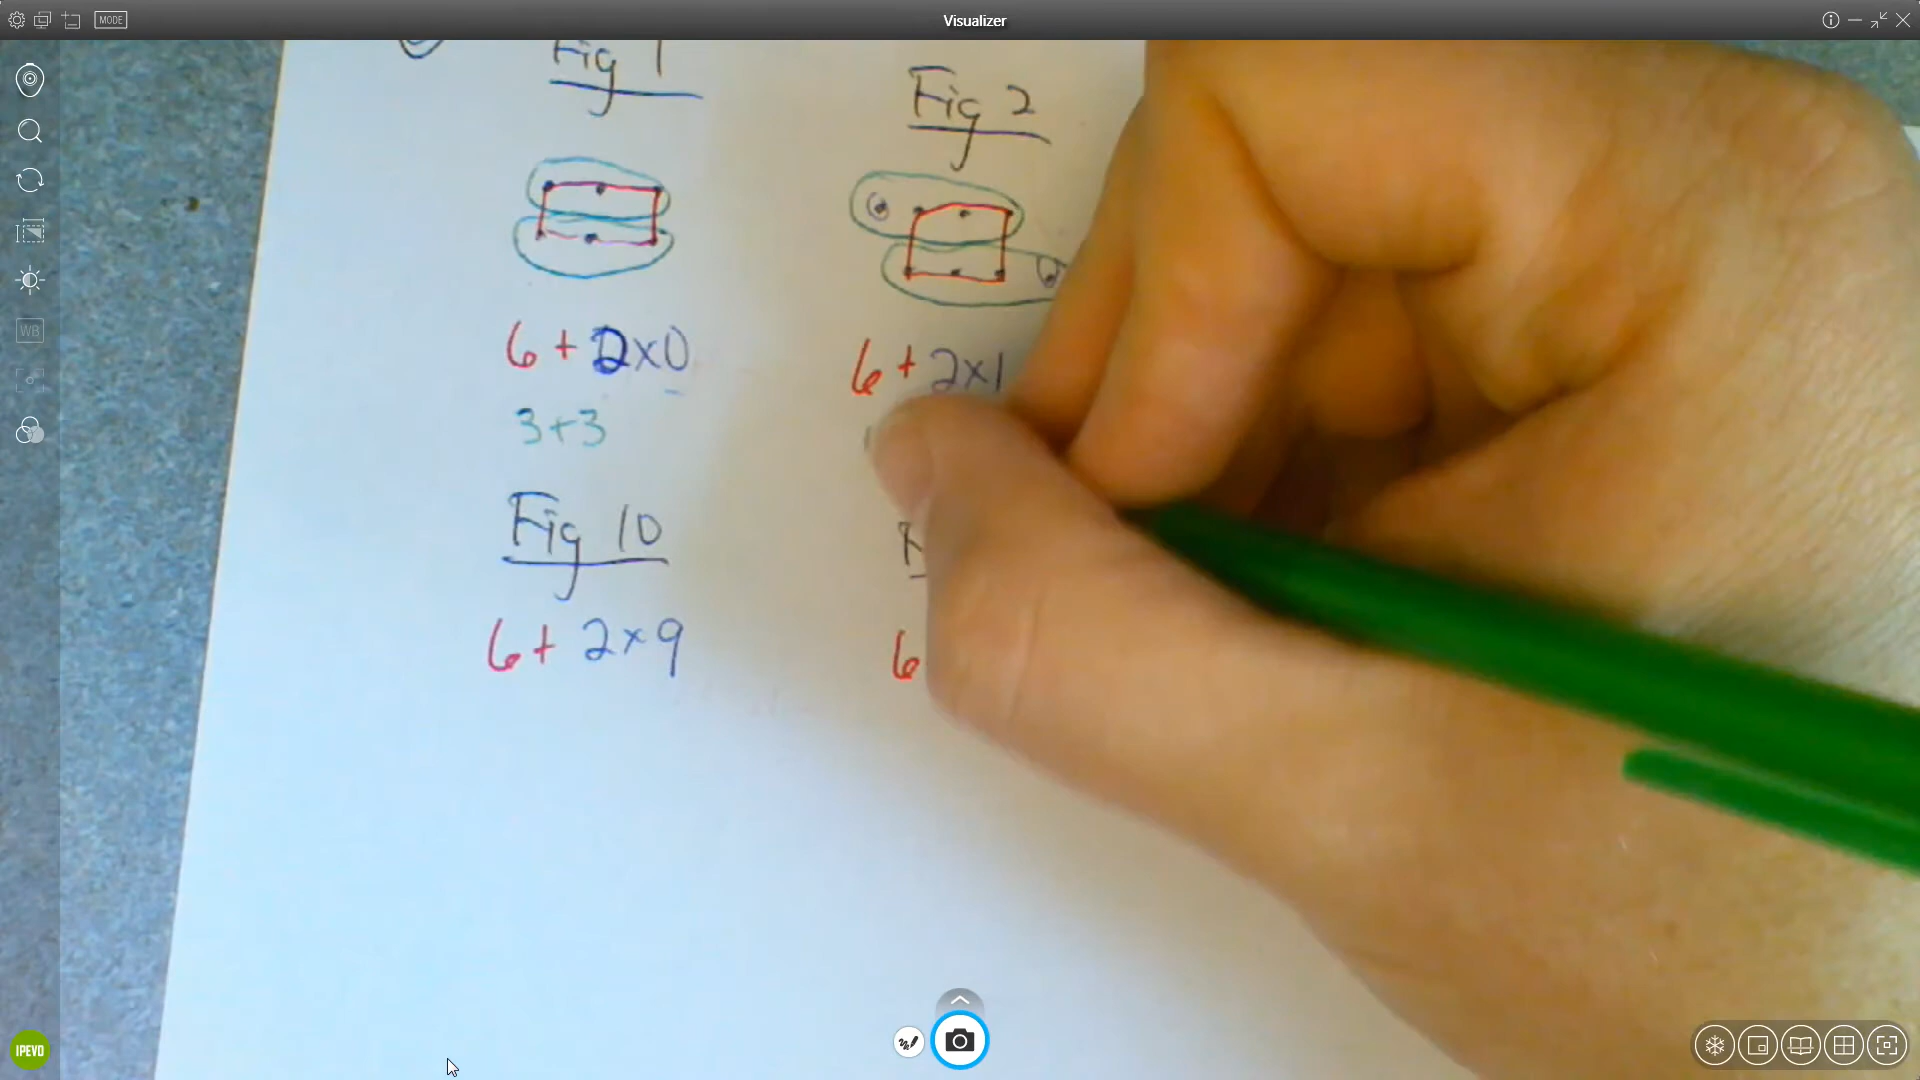 MODE
Visualizer
Fig 1
Fig 2
6 + 2x0
6 + 2x1
3+3
WB
Fig 10
6 + 2x9
6
IPEVO